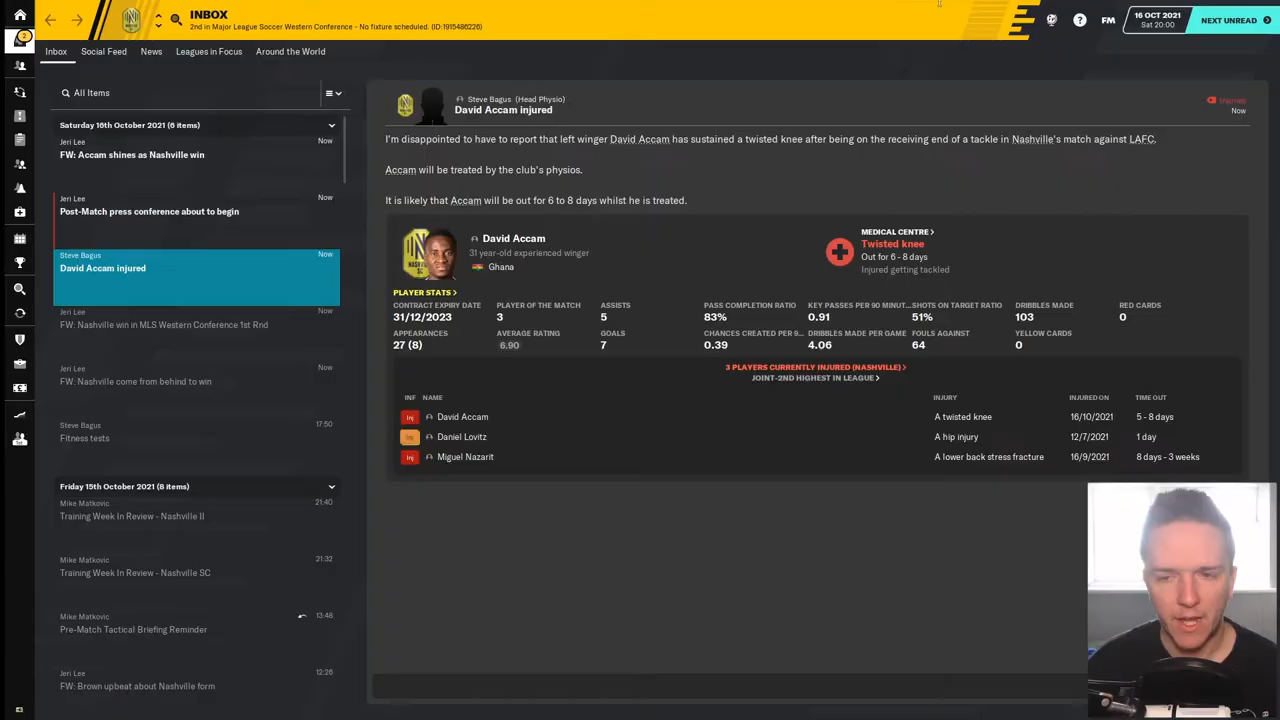 INBOX
2nd in Major League Soccer Western Conference - No fixture scheduled. (ID:1915486226)
FM
16 OCT 2021
Sat 20:00
NEXT UNREAD
2
Inbox
Social Feed
News
Leagues in Focus
Around the World
All Items
Saturday 16th October 2021 (6 items)
Jeri Lee
Now
FW: Accam shines as Nashville win
Jeri Lee
Now
Post-Match press conference about to begin
Steve Bagus
Now
David Accam injured
Jeri Lee
Now
FW: Nashville win in MLS Western Conference 1st Rnd
Jeri Lee
Now
FW: Nashville come from behind to win
Steve Bagus
17:50
Fitness tests
Friday 15th October 2021 (8 items)
Mike Matkovic
21:40
Training Week In Review - Nashville II
Mike Matkovic
21:32
Training Week In Review - Nashville SC
Mike Matkovic
13:48
Pre-Match Tactical Briefing Reminder
Jeri Lee
12:26
FW: Brown upbeat about Nashville form
Steve Bagus (Head Physio)
David Accam injured
Injuries
Now
I'm disappointed to have to report that left winger David Accam has sustained a twisted knee after being on the receiving end of a tackle in Nashville's match against LAFC.
Accam will be treated by the club's physios.
It is likely that Accam will be out for 6 to 8 days whilst he is treated.
David Accam
31 year-old experienced winger
Ghana
MEDICAL CENTRE >
Twisted knee
Out for 6 - 8 days
Injured getting tackled
PLAYER STATS >
CONTRACT EXPIRY DATE
31/12/2023
PLAYER OF THE MATCH
3
ASSISTS
5
PASS COMPLETION RATIO
83%
KEY PASSES PER 90 MINUT...
0.91
SHOTS ON TARGET RATIO
51%
DRIBBLES MADE
103
RED CARDS
0
APPEARANCES
27 (8)
AVERAGE RATING
6.90
GOALS
7
CHANCES CREATED PER 9...
0.39
DRIBBLES MADE PER GAME
4.06
FOULS AGAINST
64
YELLOW CARDS
0
3 PLAYERS CURRENTLY INJURED (NASHVILLE) >
JOINT-2ND HIGHEST IN LEAGUE >
INF NAME INJURY INJURED ON TIME OUT
Inj David Accam A twisted knee 16/10/2021 5 - 8 days
Inj Daniel Lovitz A hip injury 12/7/2021 1 day
Inj Miguel Nazarit A lower back stress fracture 16/9/2021 8 days - 3 weeks